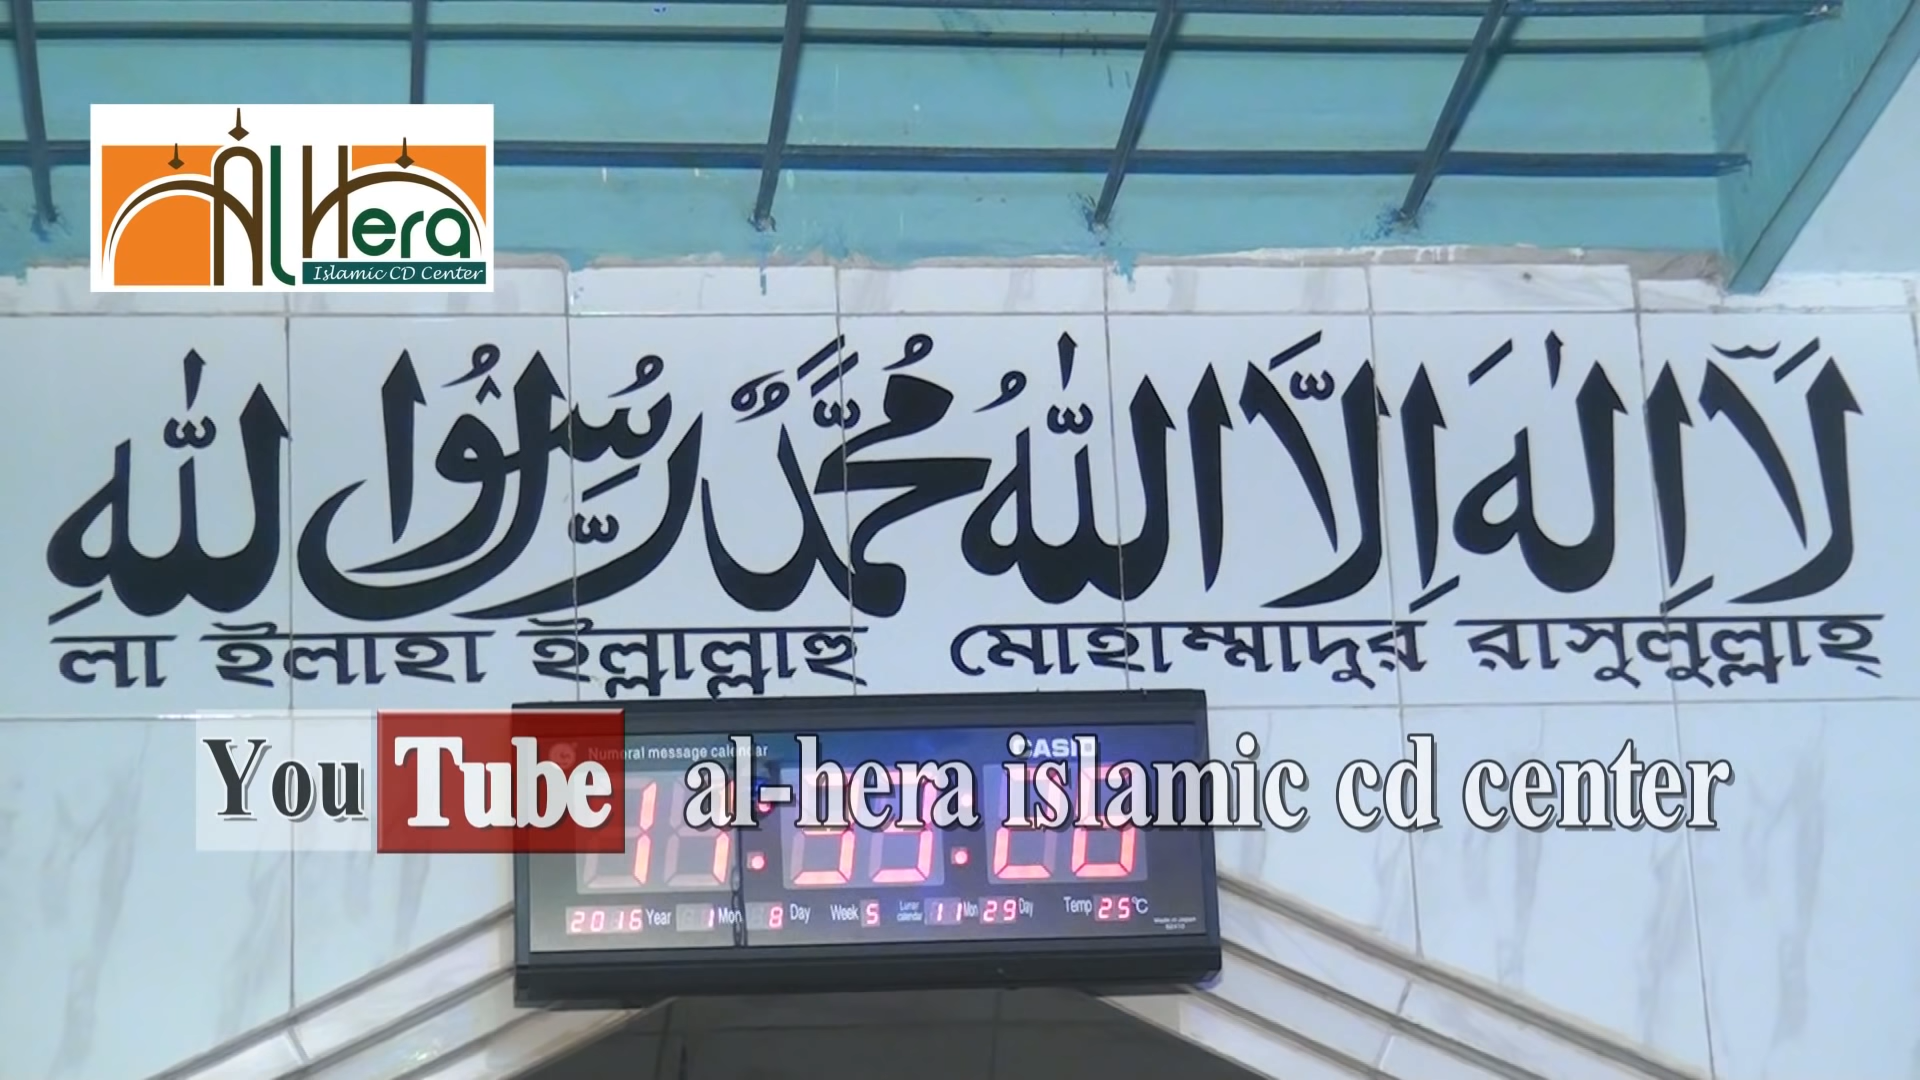 Al Hera
Islamic CD Center
لَآ اِلٰهَ اِلَّا اللّٰهُ مُحَمَّدٌ رَّسُوْلُ اللّٰهِ
লা ইলাহা ইল্লাল্লাহু মোহাম্মাদুর রাসুলুল্লাহ্
YouTube al-hera islamic cd center
Numeral message calendar CASIO
2016 Year 1 Mon 8 Day Week 5 Lunar calendar 11 Mon 29 Day Temp 25°C